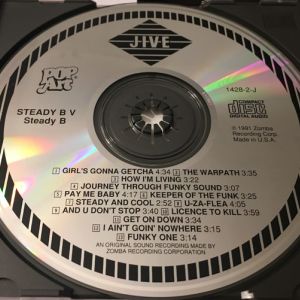 JIVE
POP Art
1428-2-J
STEADY B V
Steady B
COMPACT disc DIGITAL AUDIO
℗ 1991 Zomba
Recording Corp.
Made in U.S.A.
1 GIRL'S GONNA GETCHA 4:34 2 THE WARPATH 3:39
3 HOW I'M LIVING 3:22
4 JOURNEY THROUGH FUNKY SOUND 3:07
5 PAY ME BABY 4:17 6 KEEPER OF THE FUNK 3:45
7 STEADY AND COOL 2:52 8 U-ZA-FLEA 4:05
9 AND U DON'T STOP 3:40 10 LICENCE TO KILL 3:59
11 GET ON DOWN 4:33
12 I AIN'T GOIN' NOWHERE 3:15
13 FUNKY ONE 3:14
AN ORIGINAL SOUND RECORDING MADE BY
ZOMBA RECORDING CORPORATION